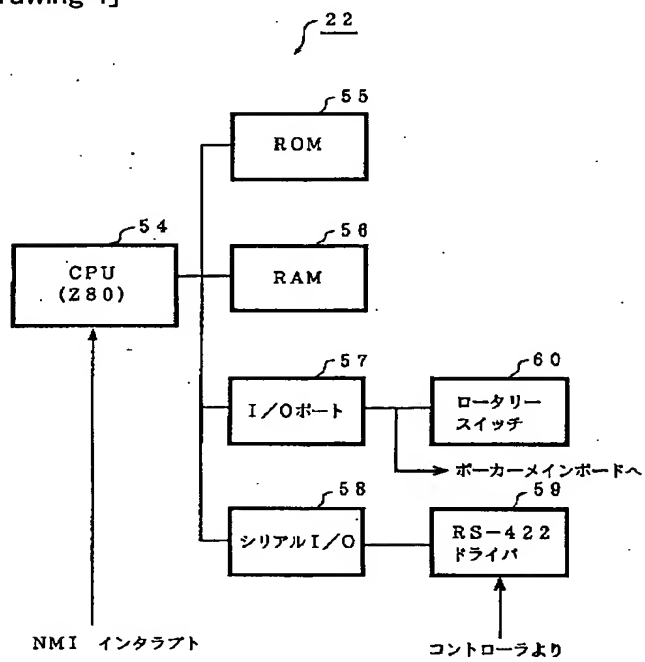 rawing 4]
22
55
ROM
54
CPU
(Z80)
56
RAM
57
I/Oポート
60
ロータリー
スイッチ
ポーカーメインボードへ
58
シリアルI/O
59
RS-422
ドライバ
NMI インタラプト
コントローラより